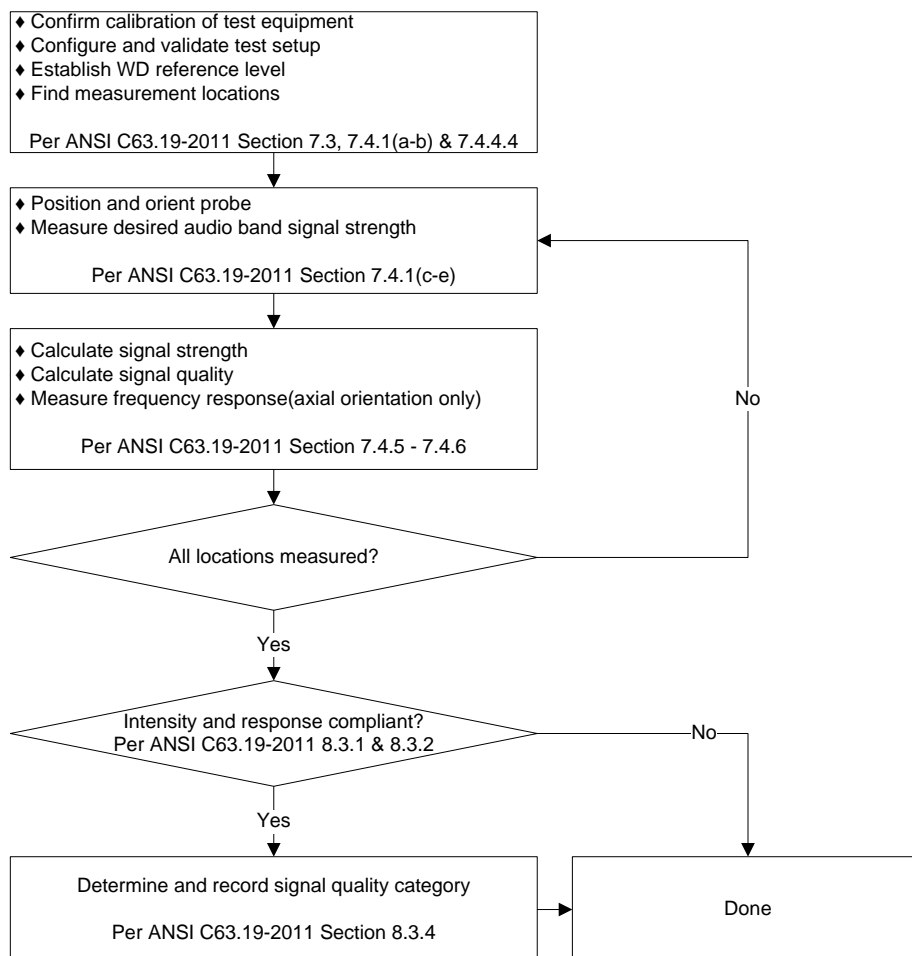 ♦ Confirm calibration of test equipment
♦ Configure and validate test setup
♦ Establish WD reference level
♦ Find measurement locations
Per ANSI C63.19-2011 Section 7.3, 7.4.1(a-b) & 7.4.4.4
♦ Position and orient probe
♦ Measure desired audio band signal strength
Per ANSI C63.19-2011 Section 7.4.1(c-e)
♦ Calculate signal strength
♦ Calculate signal quality
♦ Measure frequency response(axial orientation only)
Per ANSI C63.19-2011 Section 7.4.5 - 7.4.6
No
All locations measured?
Yes
Intensity and response compliant?
Per ANSI C63.19-2011 8.3.1 & 8.3.2
No
Yes
Determine and record signal quality category
Per ANSI C63.19-2011 Section 8.3.4
Done